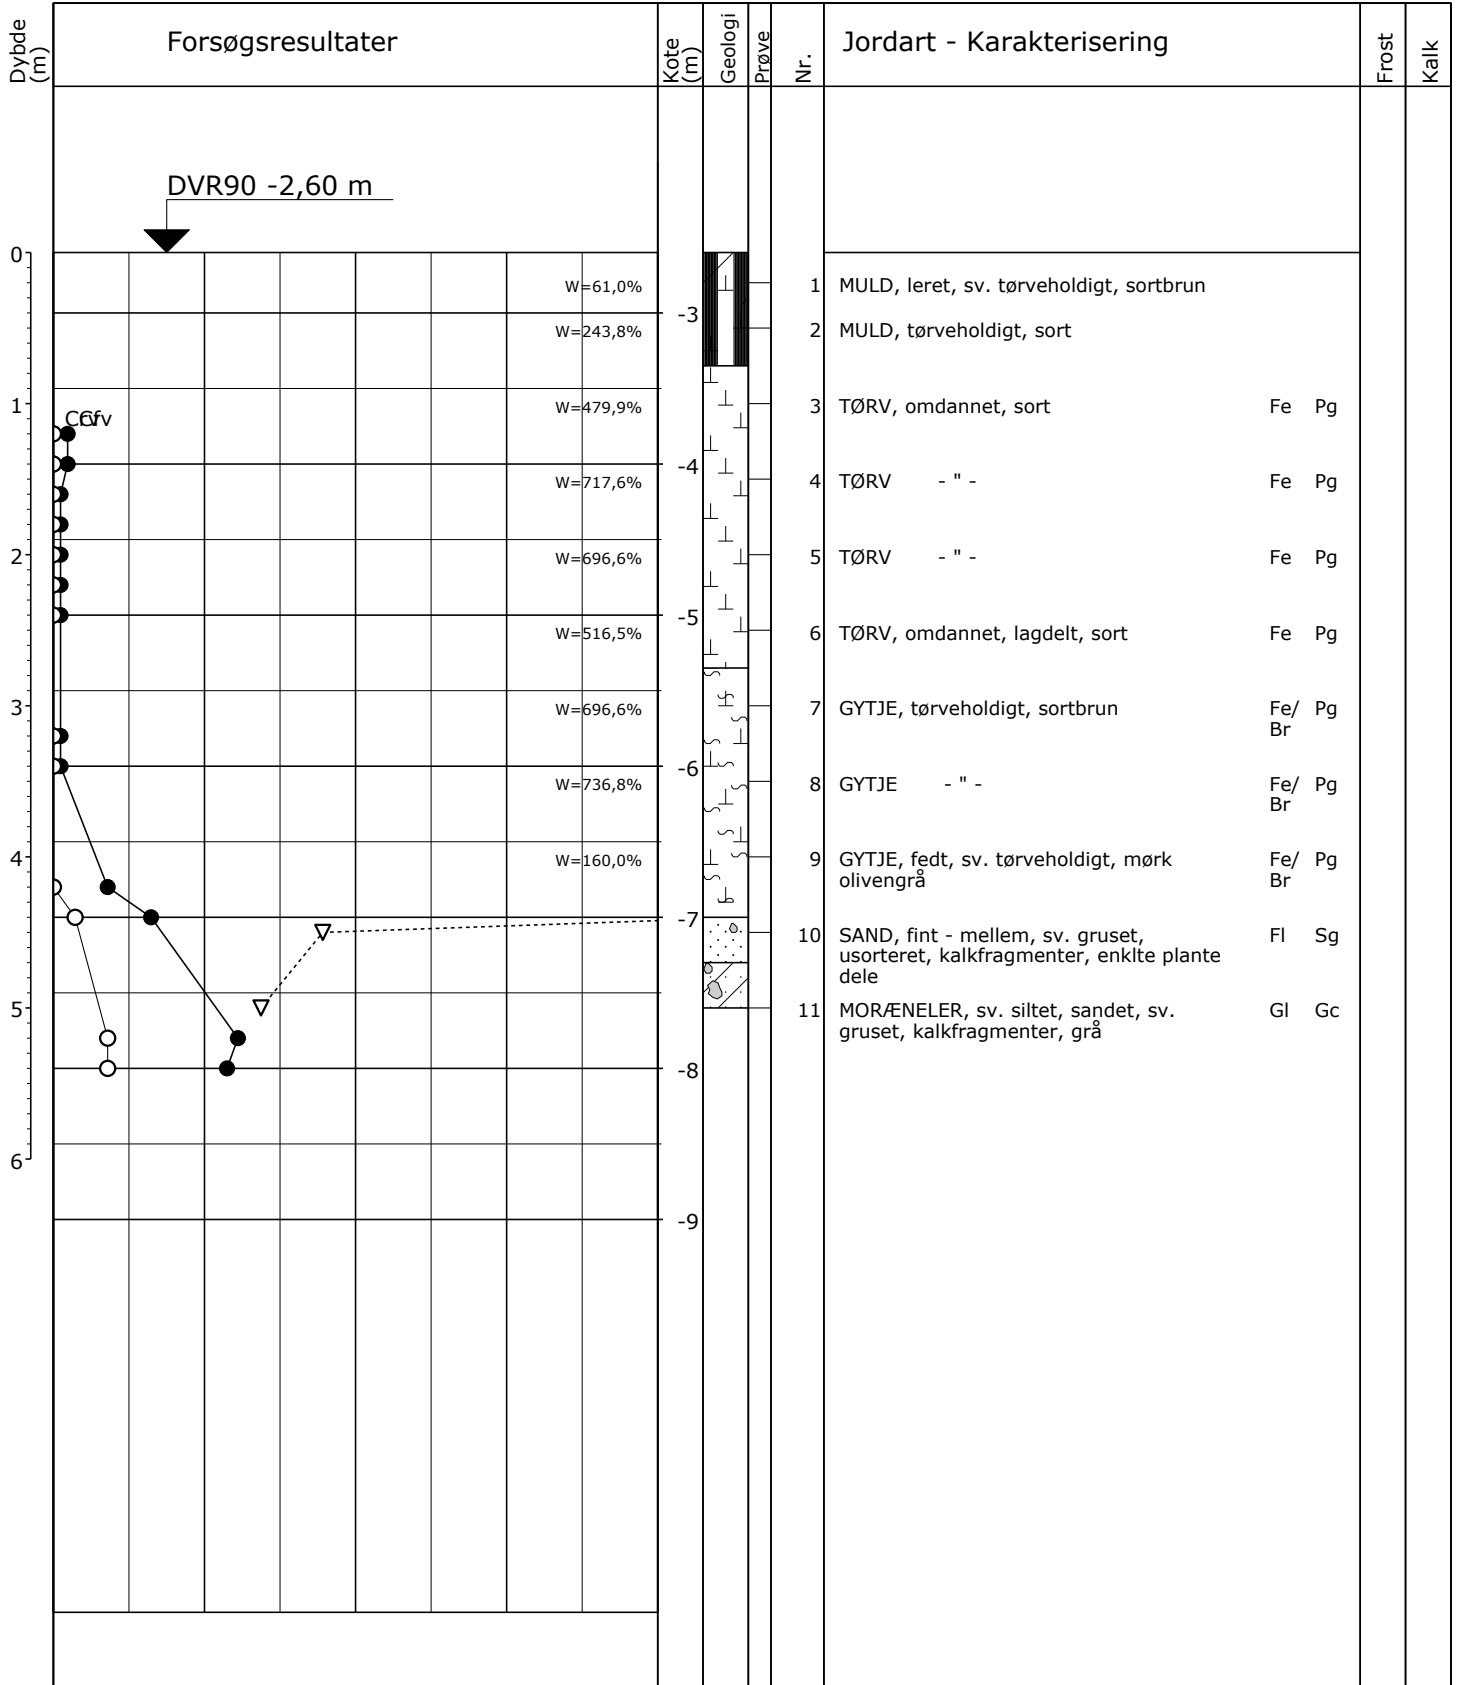 Dybde (m)
Forsøgsresultater
Kote (m)
Geologi
Prøve
Nr.
Jordart - Karakterisering
Frost
Kalk
DVR90 -2,60 m
0
W=61,0%
1 MULD, leret, sv. tørveholdigt, sortbrun
-3
W=243,8%
2 MULD, tørveholdigt, sort
1
W=479,9%
3 TØRV, omdannet, sort Fe Pg
Cfv
-4
W=717,6%
4 TØRV - " - Fe Pg
2
W=696,6%
5 TØRV - " - Fe Pg
-5
W=516,5%
6 TØRV, omdannet, lagdelt, sort Fe Pg
3
W=696,6%
7 GYTJE, tørveholdigt, sortbrun Fe/ Pg
Br
-6
W=736,8%
8 GYTJE - " - Fe/ Pg
Br
4
W=160,0%
9 GYTJE, fedt, sv. tørveholdigt, mørk Fe/ Pg
olivengrå Br
-7
10 SAND, fint - mellem, sv. gruset, Fl Sg
usorteret, kalkfragmenter, enklte plante
dele
5
11 MORÆNELER, sv. siltet, sandet, sv. Gl Gc
gruset, kalkfragmenter, grå
-8
6
-9